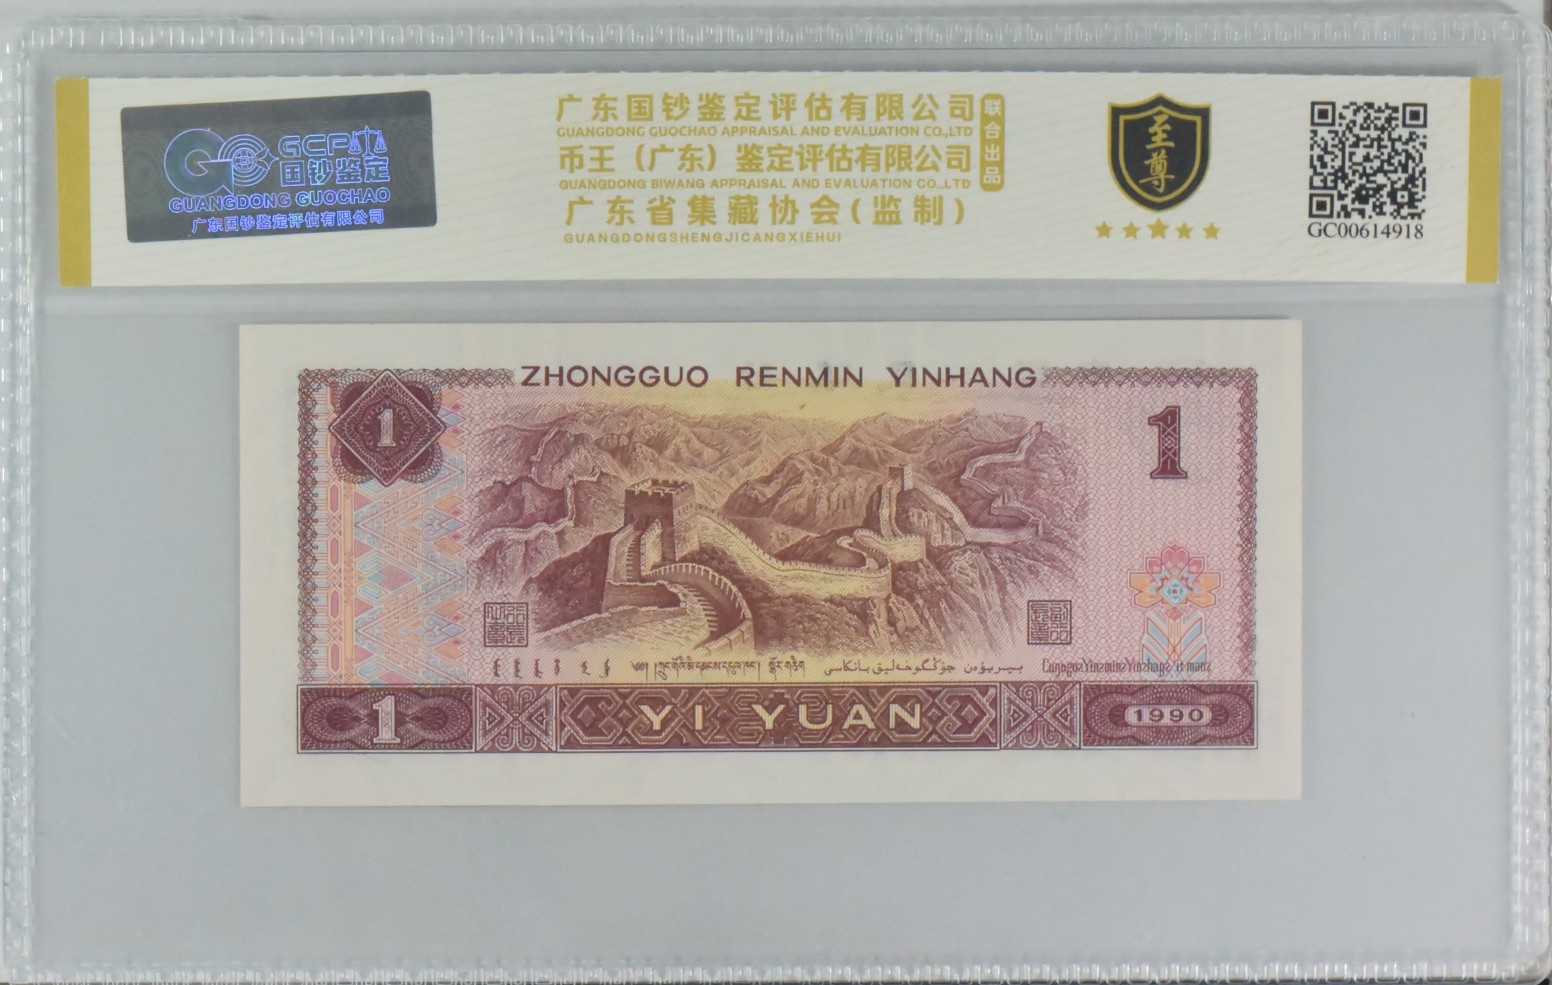 GCP
国钞鉴定
GUANGDONG GUOCHAO
广东国钞鉴定评估有限公司
广东国钞鉴定评估有限公司
GUANGDONG GUOCHAO APPRAISAL AND EVALUATION CO.,LTD
币王（广东）鉴定评估有限公司
GUANGDONG BIWANG APPRAISAL AND EVALUATION CO.,LTD
广东省集藏协会(监制)
GUANGDONGSHENGJICANGXIEHUI
联合出品
至尊
GC00614918
ZHONGGUO RENMIN YINHANG
1
1
1
YI YUAN
1990